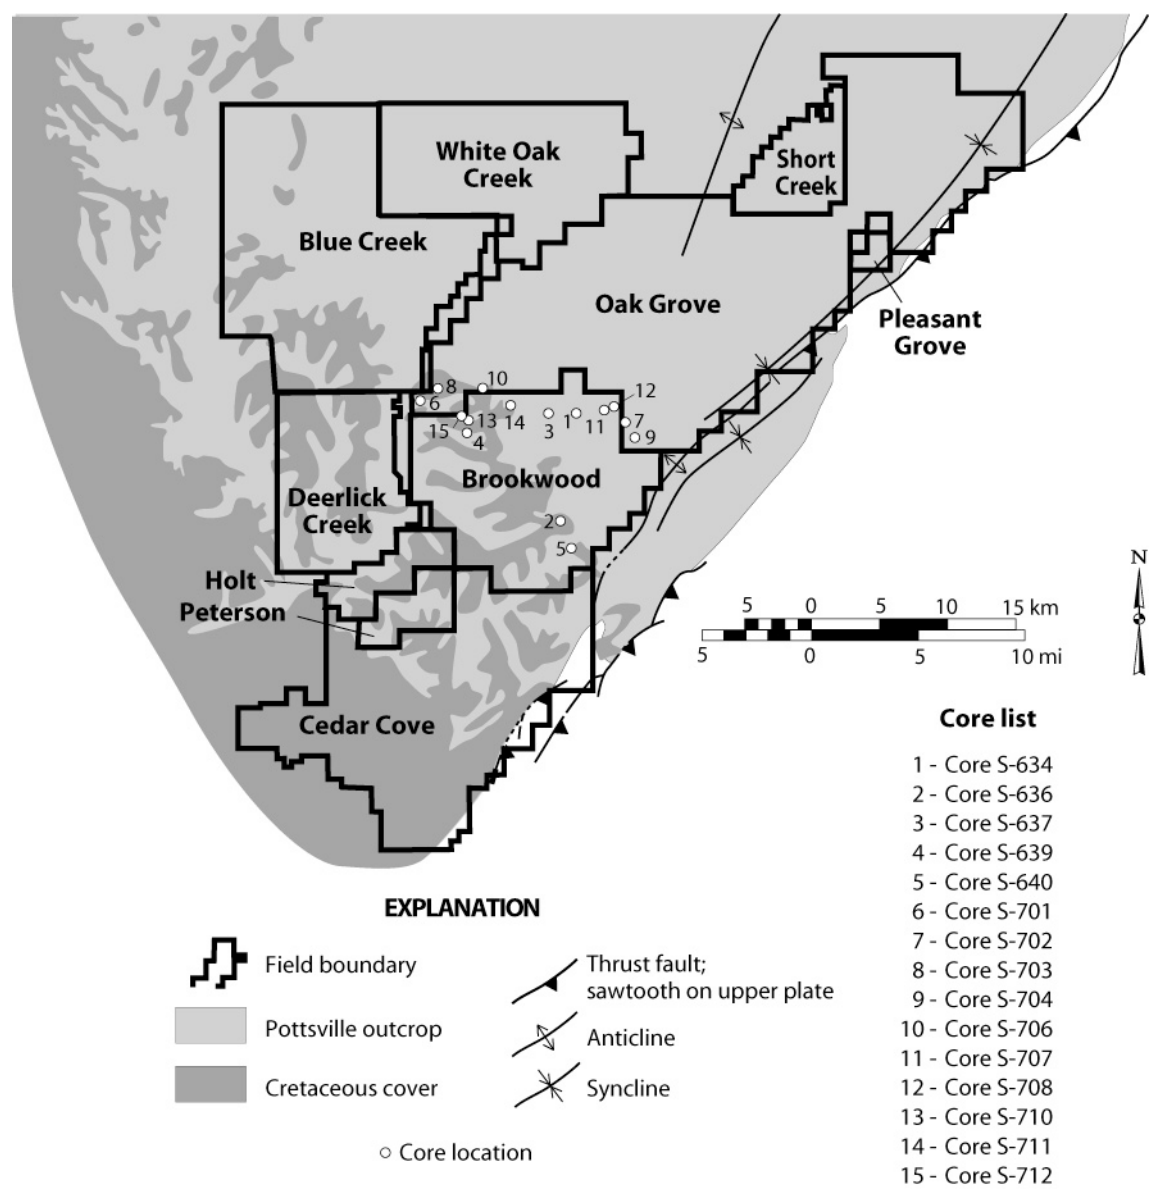 White Oak
Creek
Short
Creek
Blue Creek
Oak Grove
Pleasant
Grove
8
10
6
12
15
13
14
3
1
11
7
4
9
Brookwood
Deerlick
Creek
2
5
Holt
Peterson
N
5 0 5 10 15 km
5 0 5 10 mi
Cedar Cove
Core list
1 - Core S-634
2 - Core S-636
3 - Core S-637
4 - Core S-639
5 - Core S-640
6 - Core S-701
7 - Core S-702
8 - Core S-703
9 - Core S-704
10 - Core S-706
11 - Core S-707
12 - Core S-708
13 - Core S-710
14 - Core S-711
15 - Core S-712
EXPLANATION
Field boundary
Pottsville outcrop
Cretaceous cover
Thrust fault;
sawtooth on upper plate
Anticline
Syncline
Core location